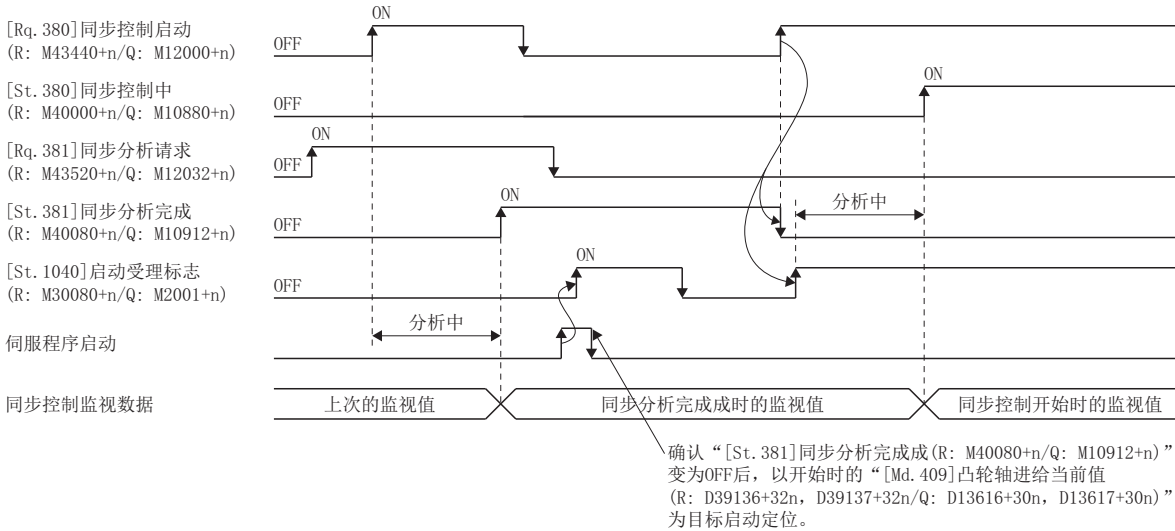 ON
[Rq.380]同步控制启动
(R: M43440+n/Q: M12000+n)
OFF
ON
[St.380]同步控制中
(R: M40000+n/Q: M10880+n)
OFF
ON
[Rq.381]同步分析请求
(R: M43520+n/Q: M12032+n)
OFF
ON
[St.381]同步分析完成
(R: M40080+n/Q: M10912+n)
OFF
分析中
ON
[St.1040]启动受理标志
(R: M30080+n/Q: M2001+n)
OFF
分析中
伺服程序启动
同步控制监视数据
上次的监视值
同步分析完成成时的监视值
同步控制开始时的监视值
确认“[St.381]同步分析完成成(R: M40080+n/Q: M10912+n)”
变为OFF后，以开始时的“[Md.409]凸轮轴进给当前值
(R: D39136+32n, D39137+32n/Q: D13616+30n, D13617+30n)”
为目标启动定位。